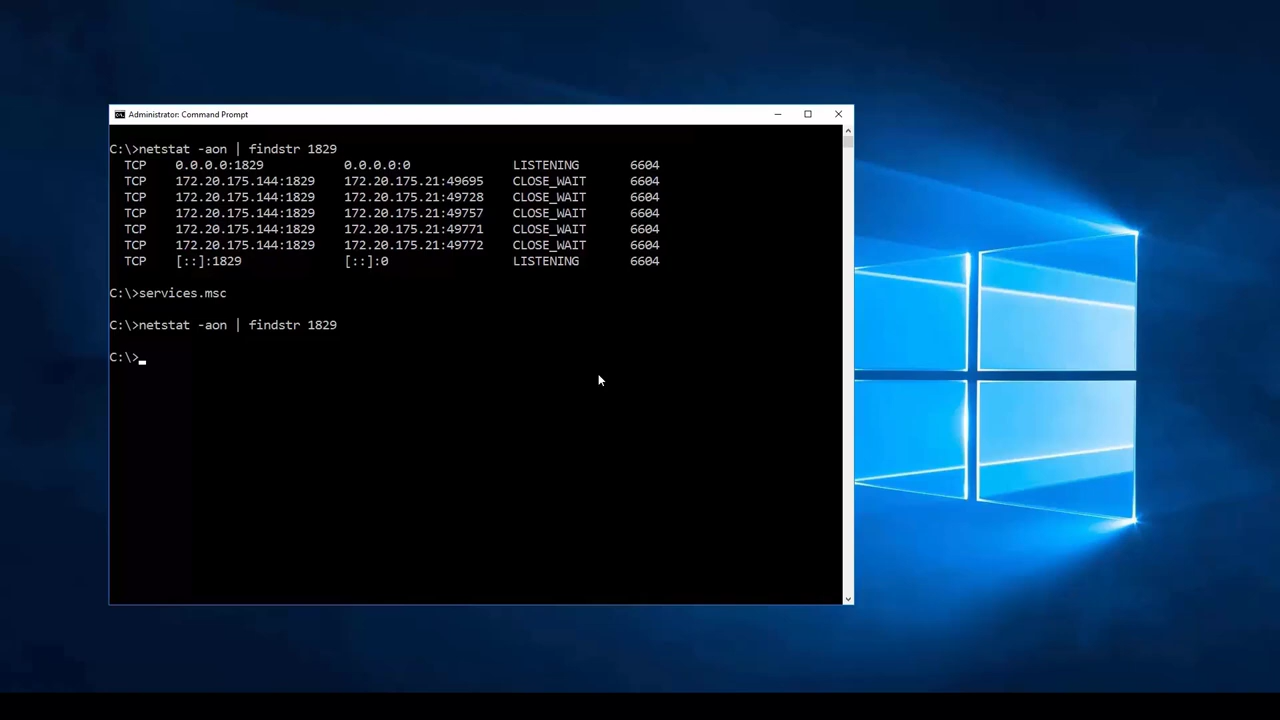 Administrator: Command Prompt
C:\>netstat -aon | findstr 1829
TCP 0.0.0.0:1829 0.0.0.0:0 LISTENING 6604
TCP 172.20.175.144:1829 172.20.175.21:49695 CLOSE_WAIT 6604
TCP 172.20.175.144:1829 172.20.175.21:49728 CLOSE_WAIT 6604
TCP 172.20.175.144:1829 172.20.175.21:49757 CLOSE_WAIT 6604
TCP 172.20.175.144:1829 172.20.175.21:49771 CLOSE_WAIT 6604
TCP 172.20.175.144:1829 172.20.175.21:49772 CLOSE_WAIT 6604
TCP [::]:1829 [::]:0 LISTENING 6604
C:\>services.msc
C:\>netstat -aon | findstr 1829
C:\>